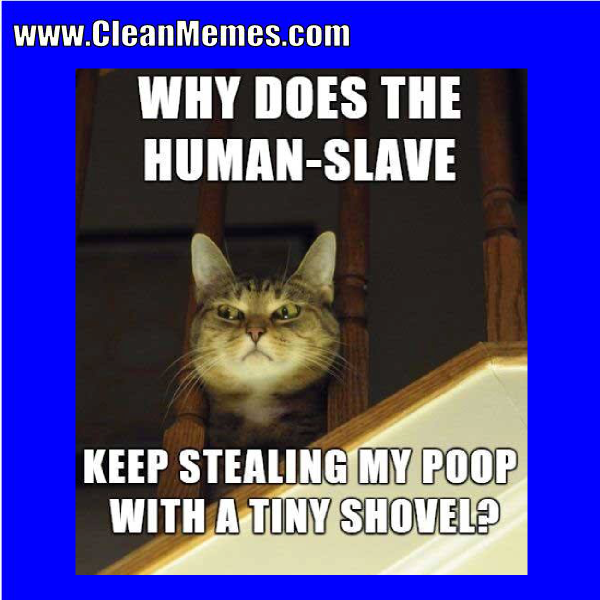 www.CleanMemes.com
WHY DOES THE
HUMAN-SLAVE
KEEP STEALING MY POOP
WITH A TINY SHOVEL?